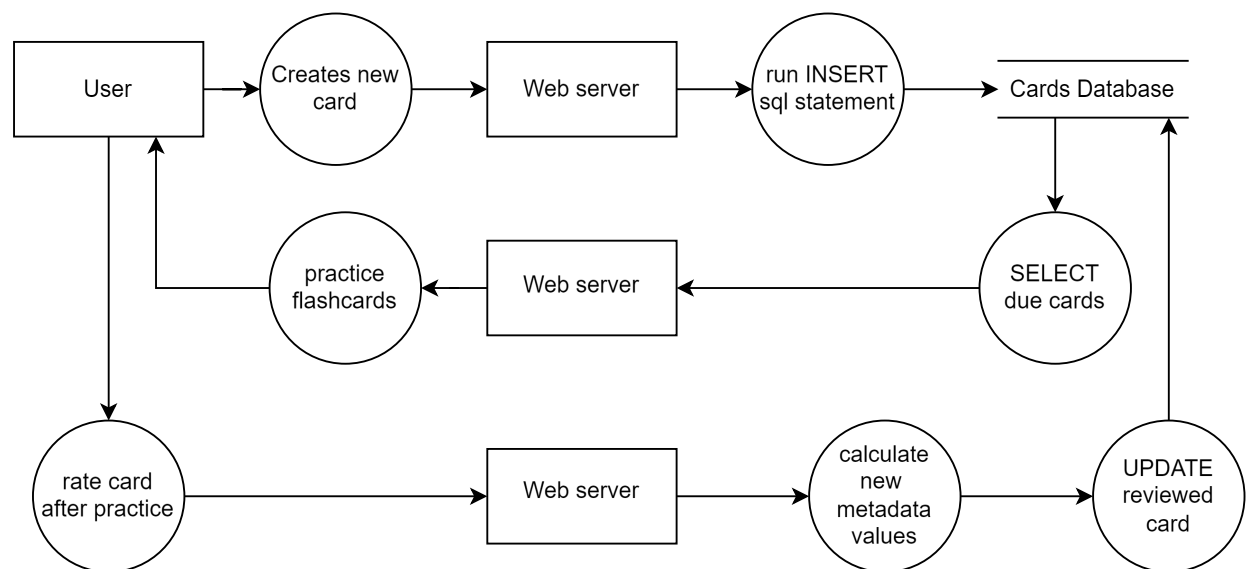 User
Creates new
card
Web server
run INSERT
sql statement
Cards Database
practice
flashcards
Web server
SELECT
due cards
rate card
after practice
Web server
calculate
new
metadata
values
UPDATE
reviewed
card